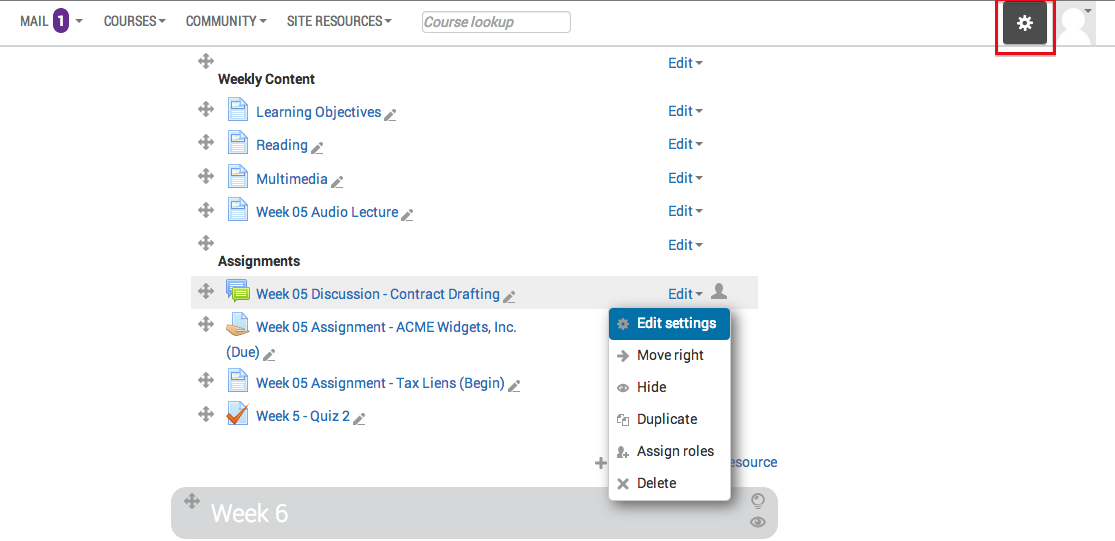 MAIL 1 COURSES COMMUNITY SITE RESOURCES Course lookup
Edit
Weekly Content
Learning Objectives Edit
Reading Edit
Multimedia Edit
Week 05 Audio Lecture Edit
Edit
Assignments
Week 05 Discussion - Contract Drafting Edit
Edit settings
Move right
Hide
Duplicate
Assign roles
Delete
Week 05 Assignment - ACME Widgets, Inc.
(Due)
Week 05 Assignment - Tax Liens (Begin)
Week 5 - Quiz 2
esource
Week 6